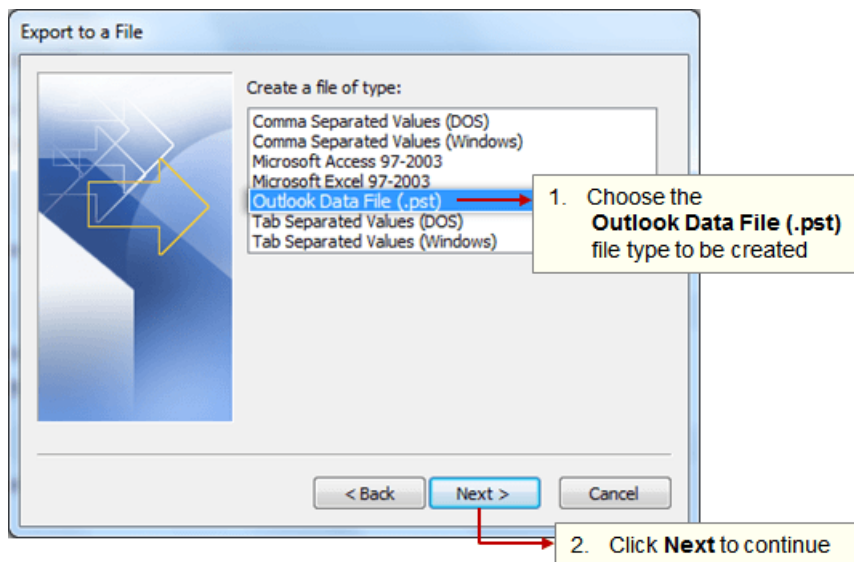 Export to a File
Create a file of type:
Comma Separated Values (DOS)
Comma Separated Values (Windows)
Microsoft Access 97-2003
Microsoft Excel 97-2003
Outlook Data File (.pst)
Tab Separated Values (DOS)
Tab Separated Values (Windows)
1. Choose the
Outlook Data File (.pst)
file type to be created
< Back
Next >
Cancel
2. Click Next to continue